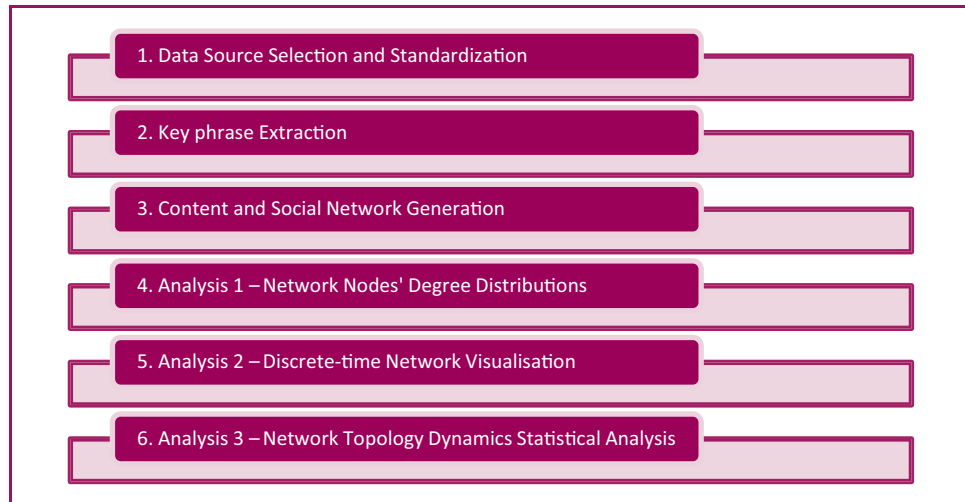 1. Data Source Selection and Standardization
2. Key phrase Extraction
3. Content and Social Network Generation
4. Analysis 1 – Network Nodes' Degree Distributions
5. Analysis 2 – Discrete-time Network Visualisation
6. Analysis 3 – Network Topology Dynamics Statistical Analysis